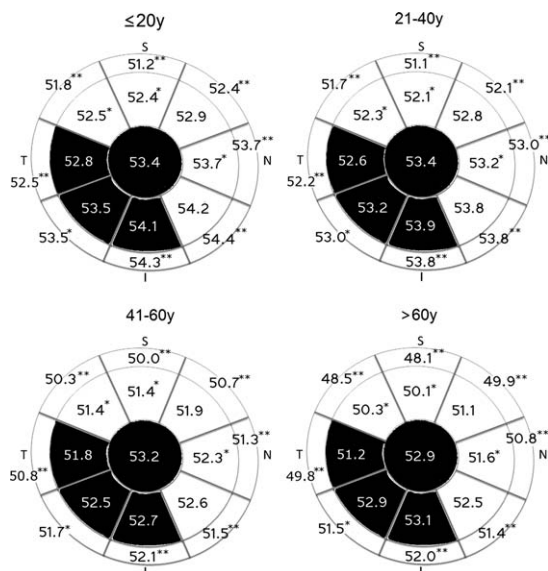 ≤20y
S
51.2**
51.8** 52.4**
52.4*
52.5* 52.9
53.7**
T 52.8 53.4 53.7* N
52.5**
53.5 54.2
54.1
53.5* 54.4**
54.3**
I
21-40y
S
51.1**
51.7** 52.1**
52.1*
52.3* 52.8
53.0**
T 52.6 53.4 53.2* N
52.2**
53.2 53.8
53.9
53.0* 53.8**
53.8**
I
41-60y
S
50.0**
50.3** 50.7**
51.4*
51.4* 51.9
51.3**
T 51.8 53.2 52.3* N
50.8**
52.5 52.6
52.7
51.7* 51.5**
52.1**
I
>60y
S
48.1**
48.5** 49.9**
50.1*
50.3* 51.1
50.8**
T 51.2 52.9 51.6* N
49.8**
52.9 52.5
53.1
51.5* 51.4**
52.0**
I